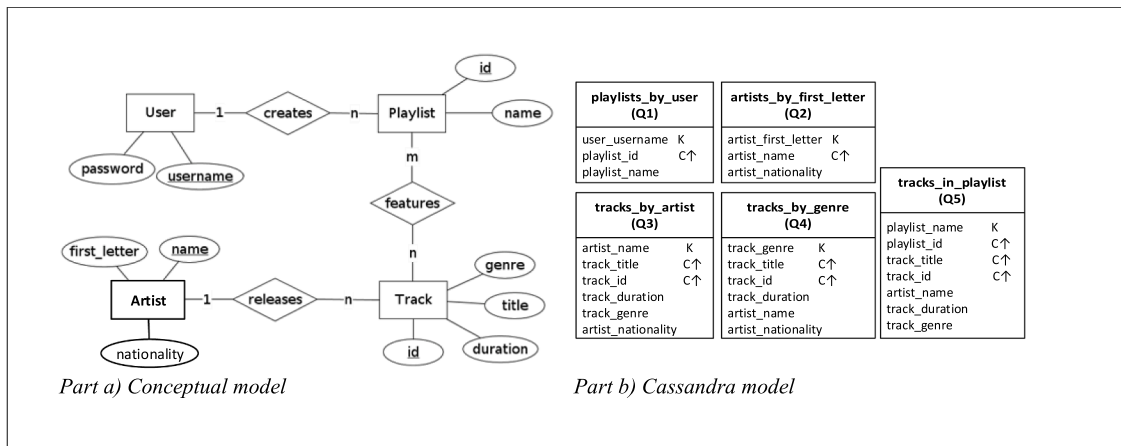 id
User
1
creates
n
Playlist
name
password
username
m
features
n
first_letter
name
genre
Artist
1
releases
n
Track
title
nationality
id
duration
Part a) Conceptual model
playlists_by_user
(Q1)
user_username K
playlist_id C↑
playlist_name
artists_by_first_letter
(Q2)
artist_first_letter K
artist_name C↑
artist_nationality
tracks_by_artist
(Q3)
artist_name K
track_title C↑
track_id C↑
track_duration
track_genre
artist_nationality
tracks_by_genre
(Q4)
track_genre K
track_title C↑
track_id C↑
track_duration
artist_name
artist_nationality
tracks_in_playlist
(Q5)
playlist_name K
playlist_id C↑
track_title C↑
track_id C↑
artist_name
track_duration
track_genre
Part b) Cassandra model